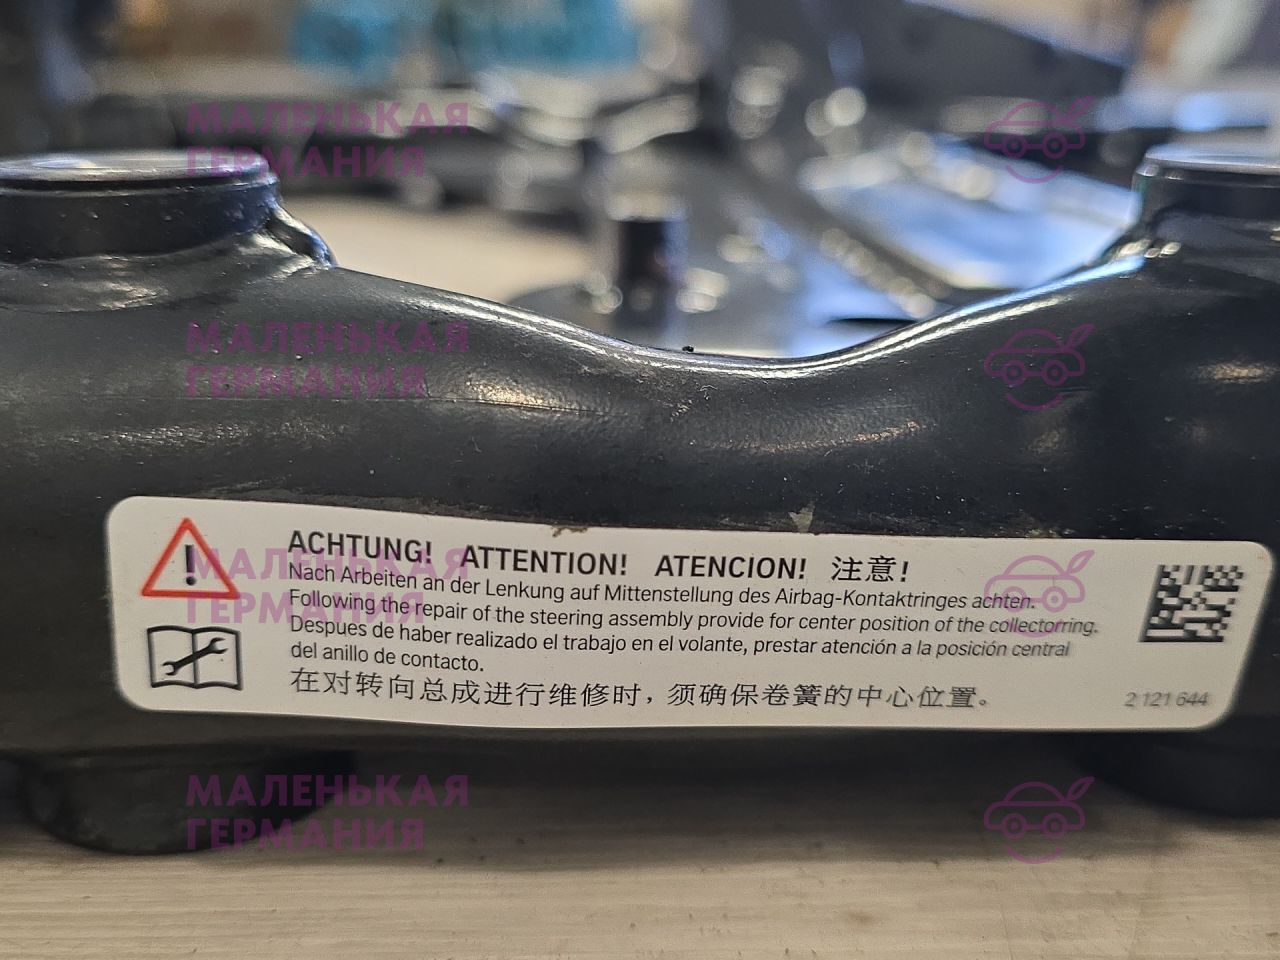 МАЛЕНЬКАЯ
ГЕРМАНИЯ
МАЛЕНЬКАЯ
ГЕРМАНИЯ
ACHTUNG! ATTENTION! ATENCION! 注意!
Nach Arbeiten an der Lenkung auf Mittenstellung des Airbag-Kontaktringes achten.
Following the repair of the steering assembly provide for center position of the collectorring.
Despues de haber realizado el trabajo en el volante, prestar atención a la posición central
del anillo de contacto.
在对转向总成进行维修时，须确保卷簧的中心位置。
2 121 644
МАЛЕНЬКАЯ
ГЕРМАНИЯ
МАЛЕНЬКАЯ
ГЕРМАНИЯ